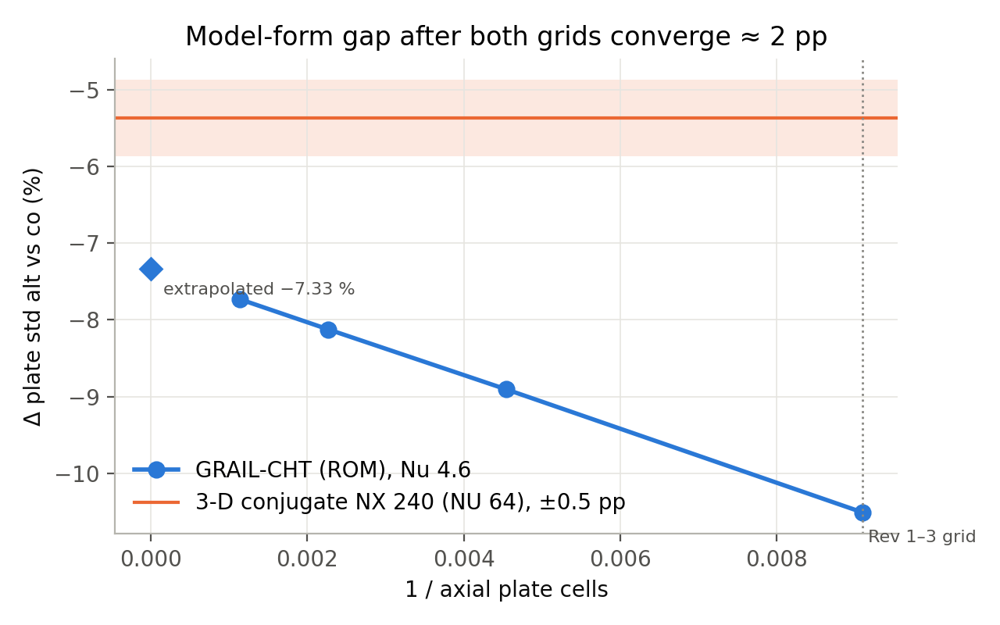 Model-form gap after both grids converge ≈ 2 pp
Δ plate std alt vs co (%)
−5
−6
−7
−8
−9
−10
extrapolated −7.33 %
GRAIL-CHT (ROM), Nu 4.6
3-D conjugate NX 240 (NU 64), ±0.5 pp
Rev 1–3 grid
0.000 0.002 0.004 0.006 0.008
1 / axial plate cells